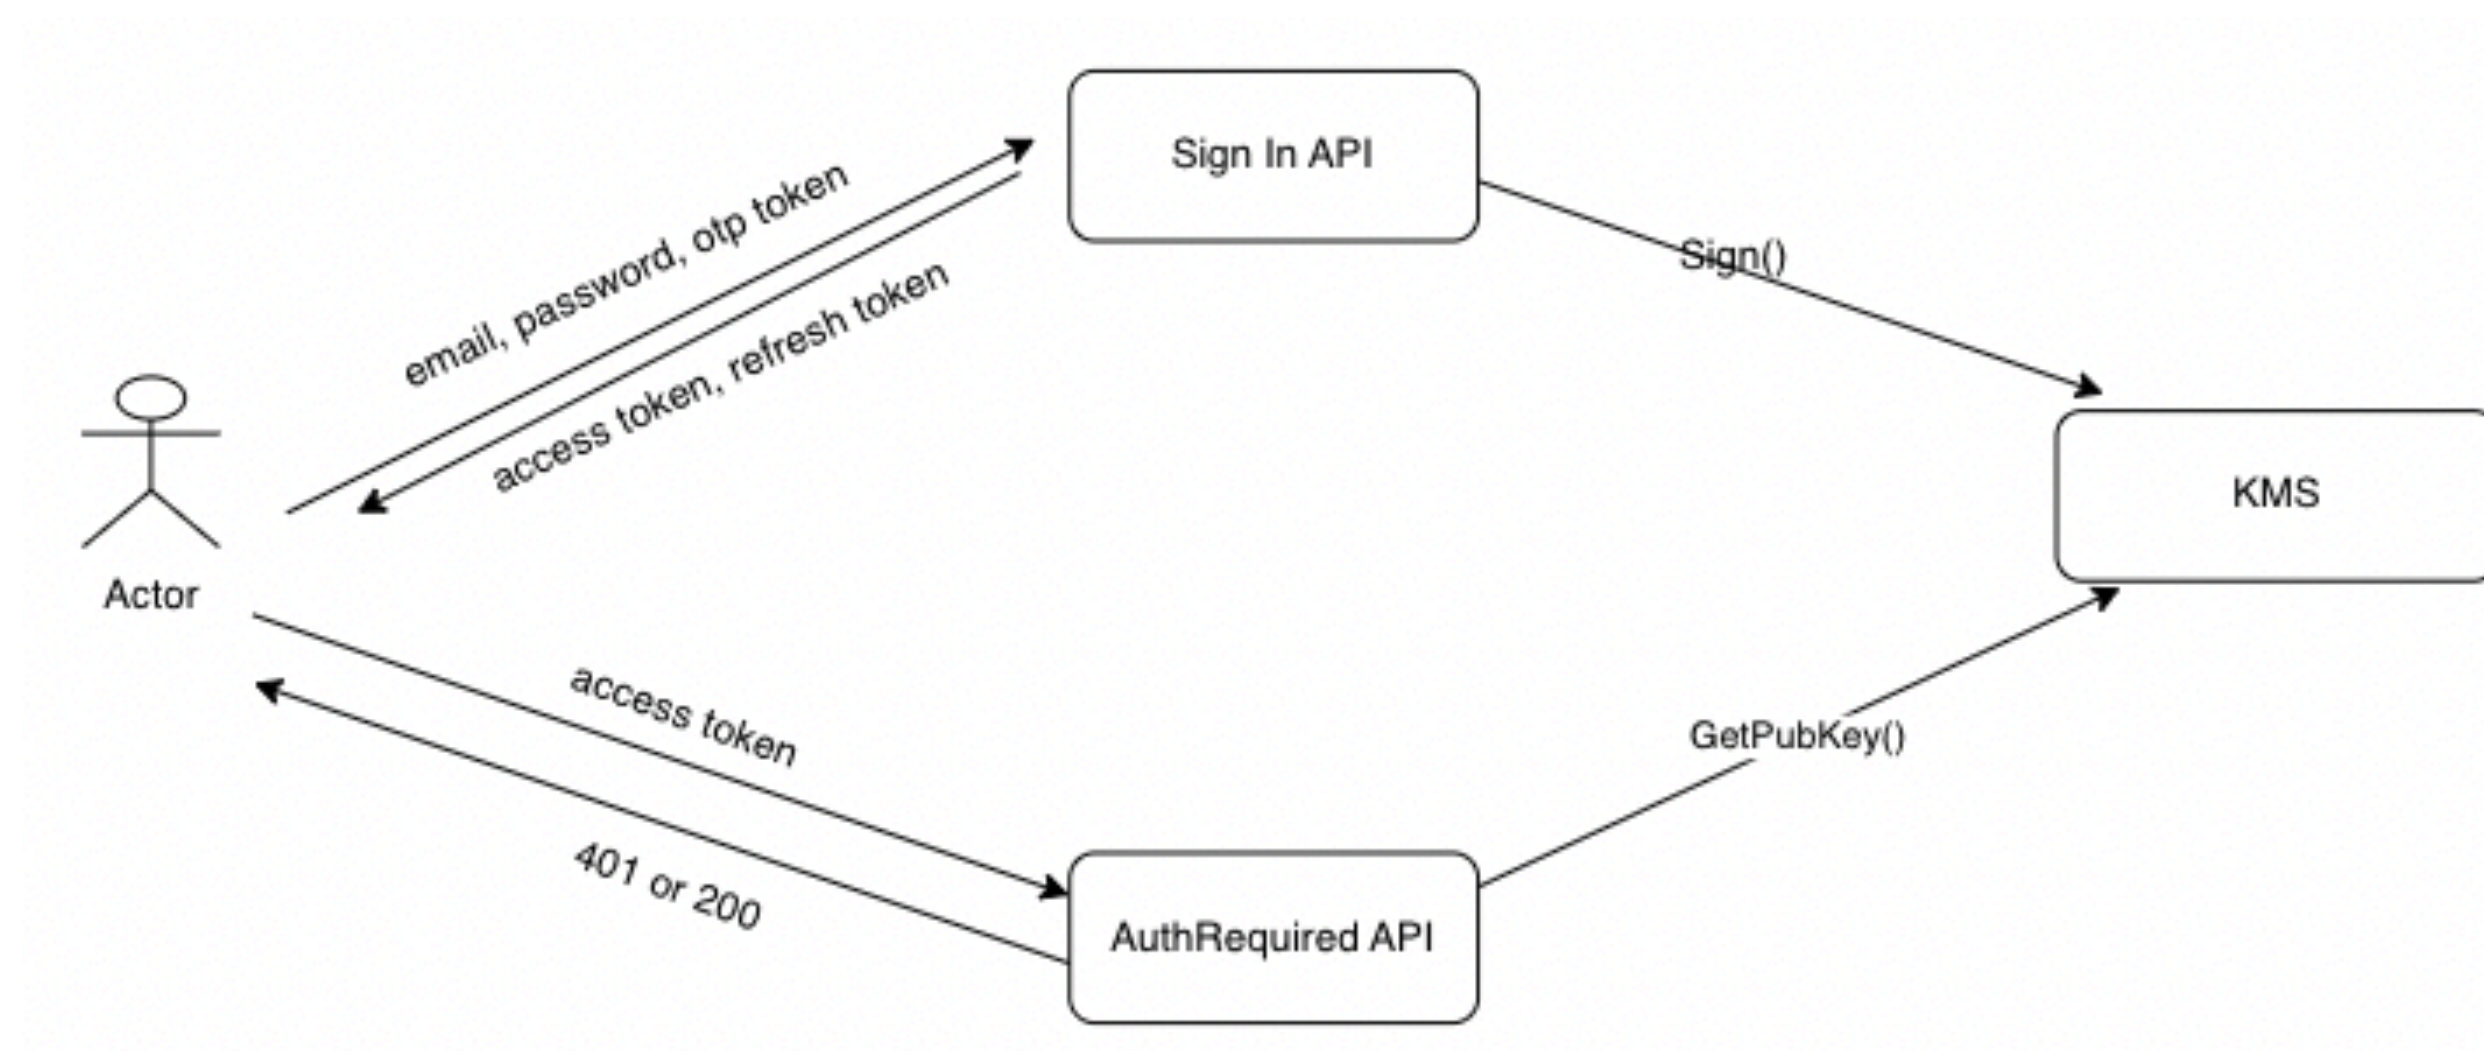 Sign In API
email, password, otp token
Sign()
access token, refresh token
KMS
Actor
access token
GetPubKey()
401 or 200
AuthRequired API